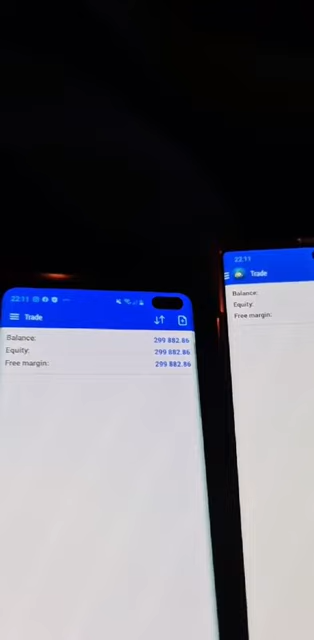 22:11
Trade
Balance: 299 882.86
Equity: 299 882.86
Free margin: 299 882.86
22:11
Trade
Balance:
Equity:
Free margin: